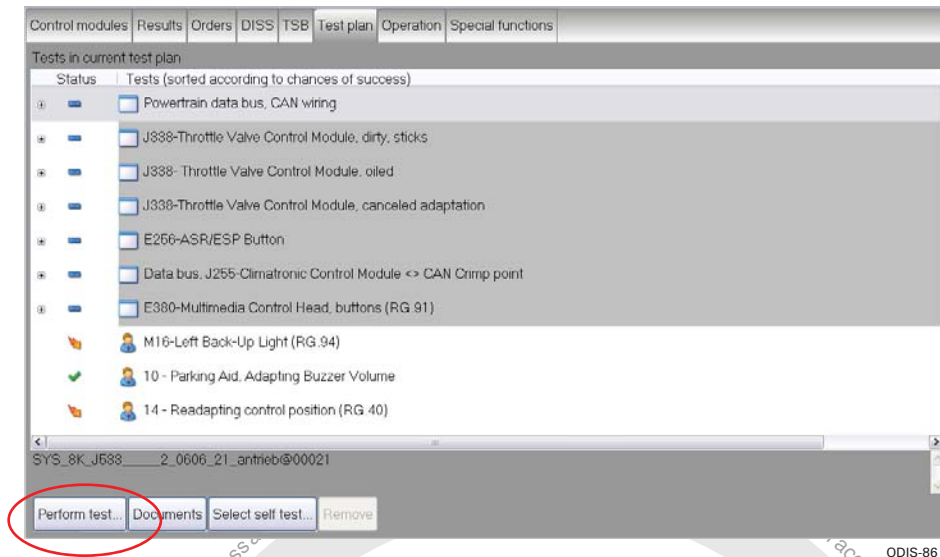 Control modules Results Orders DISS TSB Test plan Operation Special functions
Tests in current test plan
Status Tests (sorted according to chances of success)
Powertrain data bus, CAN wiring
J338-Throttle Valve Control Module, dirty, sticks
J338- Throttle Valve Control Module, oiled
J338-Throttle Valve Control Module, canceled adaptation
E256-ASR/ESP Button
Data bus, J255-Climatronic Control Module <> CAN Crimp point
E380-Multimedia Control Head, buttons (RG 91)
M16-Left Back-Up Light (RG.94)
10 - Parking Aid, Adapting Buzzer Volume
14 - Readapting control position (RG 40)
SYS_8K_J533_____2_0606_21_antrieb@00021
Perform test... Documents Select self test... Remove
ODIS-86